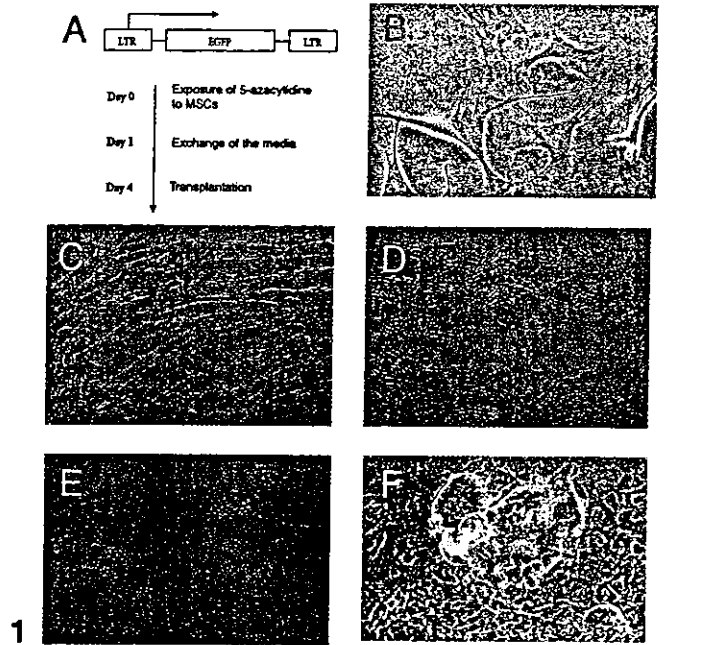 A
LTR EGFP LTR
Day 0 Exposure of 5-azacytidine
to MSCs
Day 1 Exchange of the media
Day 4 Transplantation
B
C
D
E
F
1